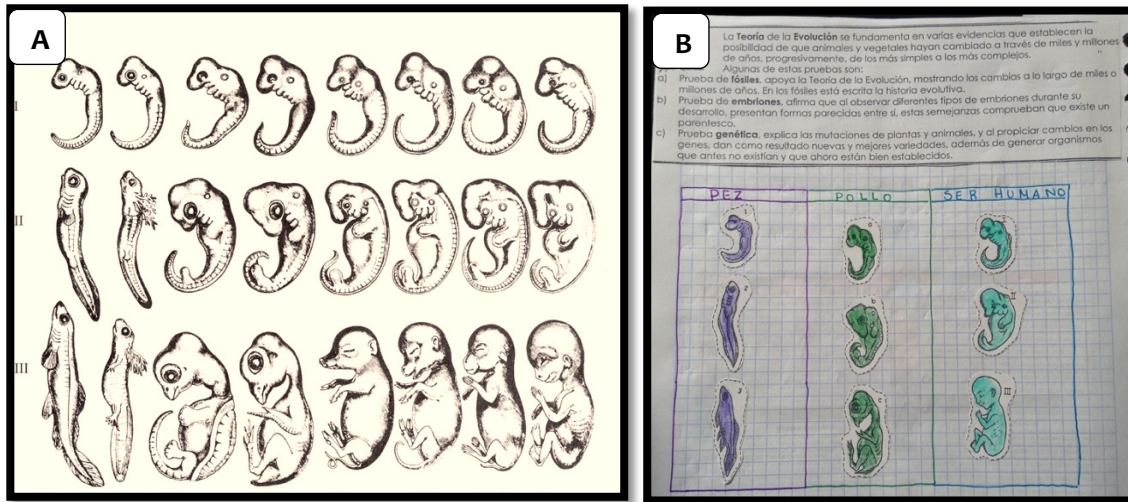 A
I
II
III
B
La Teoría de la Evolución se fundamenta en varias evidencias que establecen la
posibilidad de que animales y vegetales hayan cambiado a través de miles y millones
de años, progresivamente, de los más simples a los más complejos.
Algunas de estas pruebas son:
a) Prueba de fósiles, apoya la Teoría de la Evolución, mostrando los cambios a lo largo de miles o
millones de años. En los fósiles está escrita la historia evolutiva.
b) Prueba de embriones, afirma que al observar diferentes tipos de embriones durante su
desarrollo, presentan formas parecidas entre sí, estas semejanzas comprueban que existe un
parentesco.
c) Prueba genética, explica las mutaciones de plantas y animales, y al propiciar cambios en los
genes, dan como resultado nuevas y mejores variedades, además de generar organismos
que antes no existían y que ahora están bien establecidos.
PEZ POLLO SER HUMANO
1 a
2 b II
3 c III